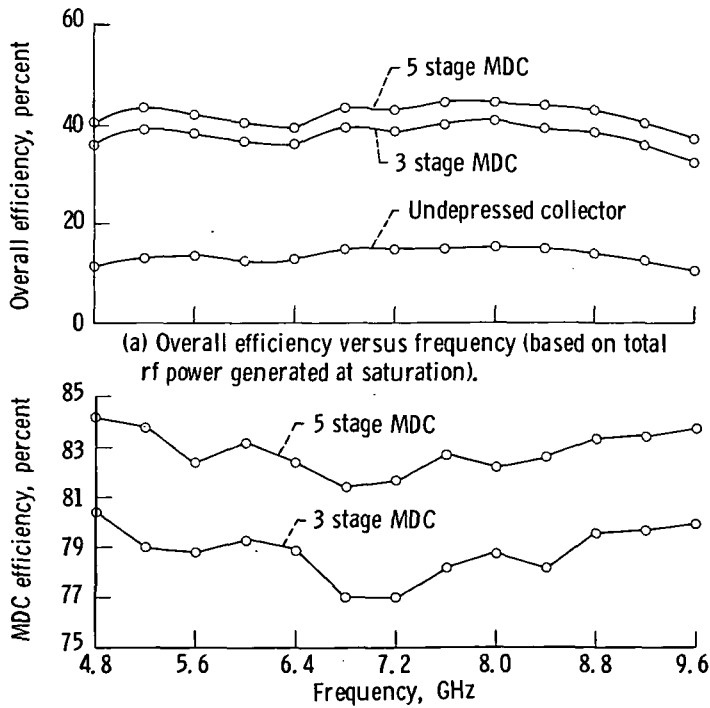 60
40
20
0
Overall efficiency, percent
5 stage MDC
3 stage MDC
Undepressed collector
(a) Overall efficiency versus frequency (based on total
rf power generated at saturation).
85
83
81
79
77
75
MDC efficiency, percent
5 stage MDC
3 stage MDC
4.8 5.6 6.4 7.2 8.0 8.8 9.6
Frequency, GHz